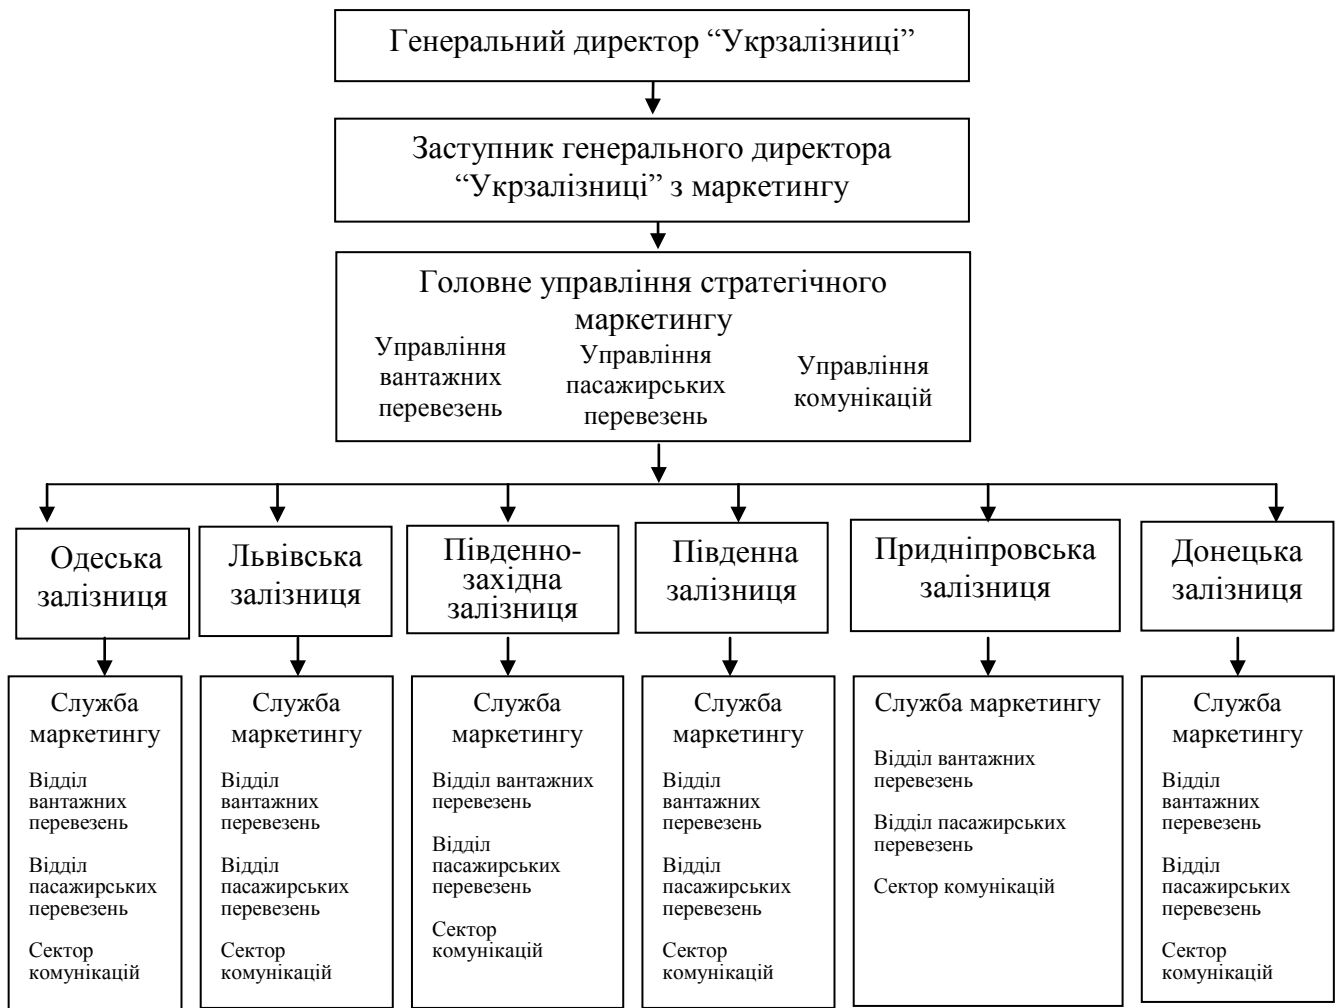 Генеральний директор “Укрзалізниці”
Заступник генерального директора
“Укрзалізниці” з маркетингу
Головне управління стратегічного
маркетингу
Управління
вантажних
перевезень
Управління
пасажирських
перевезень
Управління
комунікацій
Одеська
залізниця
Львівська
залізниця
Південно-
західна
залізниця
Південна
залізниця
Придніпровська
залізниця
Донецька
залізниця
Служба
маркетингу
Відділ
вантажних
перевезень
Відділ
пасажирських
перевезень
Сектор
комунікацій
Служба
маркетингу
Відділ
вантажних
перевезень
Відділ
пасажирських
перевезень
Сектор
комунікацій
Служба
маркетингу
Відділ вантажних
перевезень
Відділ
пасажирських
перевезень
Сектор
комунікацій
Служба
маркетингу
Відділ
вантажних
перевезень
Відділ
пасажирських
перевезень
Сектор
комунікацій
Служба маркетингу
Відділ вантажних
перевезень
Відділ пасажирських
перевезень
Сектор комунікацій
Служба
маркетингу
Відділ
вантажних
перевезень
Відділ
пасажирських
перевезень
Сектор
комунікацій